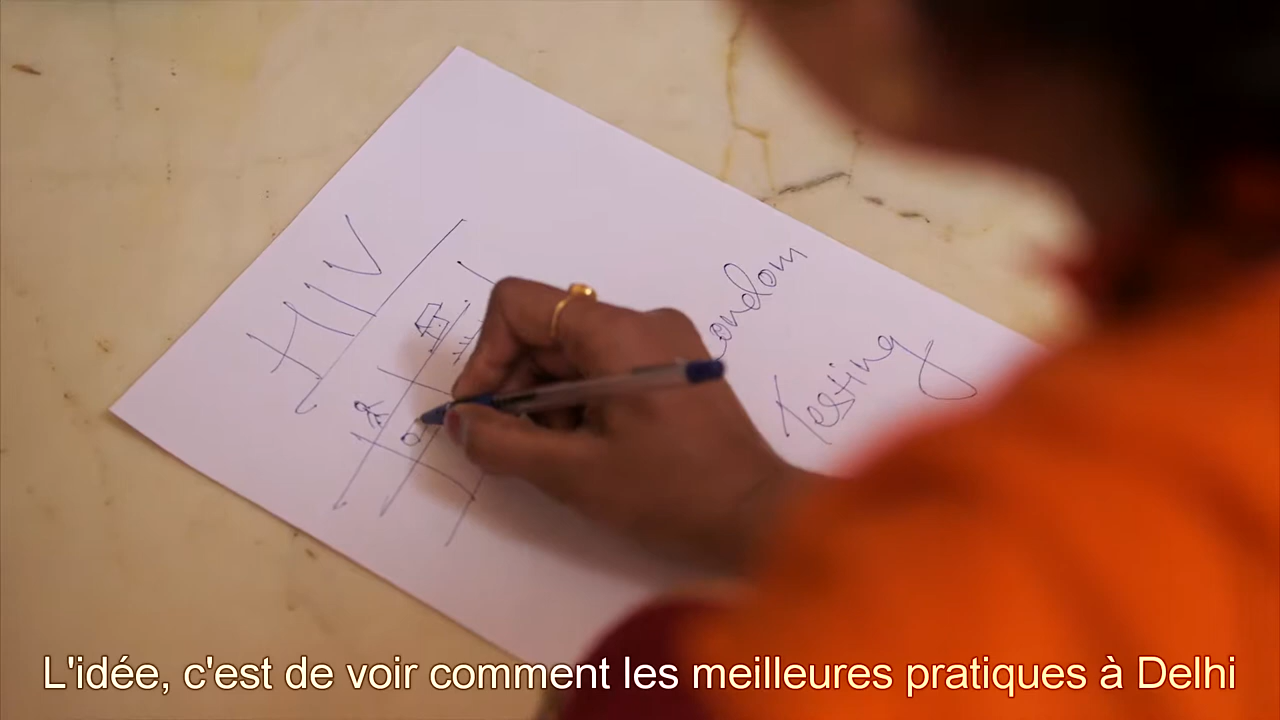 HIV
Condom
Testing
L'idée, c'est de voir comment les meilleures pratiques à Delhi